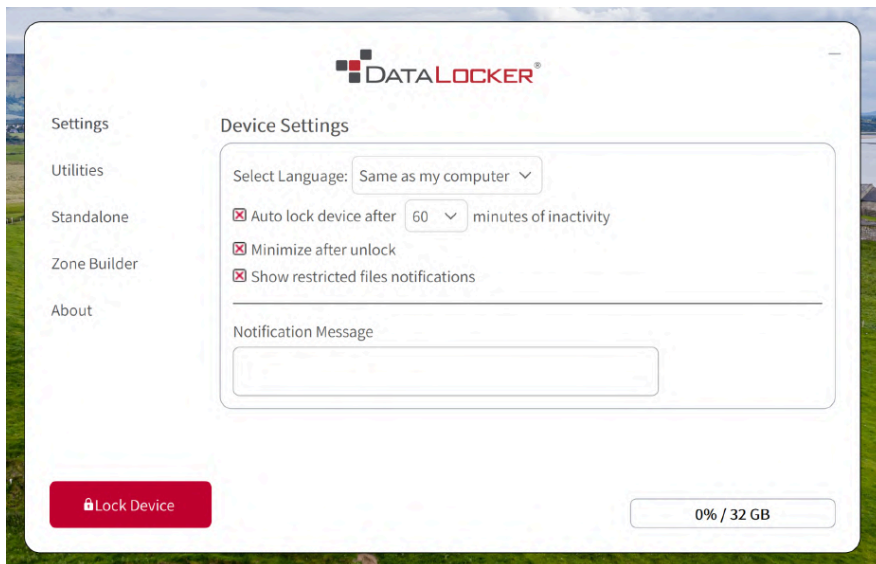 DATALOCKER®
Settings
Utilities
Standalone
Zone Builder
About
Device Settings
Select Language: Same as my computer
Auto lock device after 60 minutes of inactivity
Minimize after unlock
Show restricted files notifications
Notification Message
Lock Device
0% / 32 GB